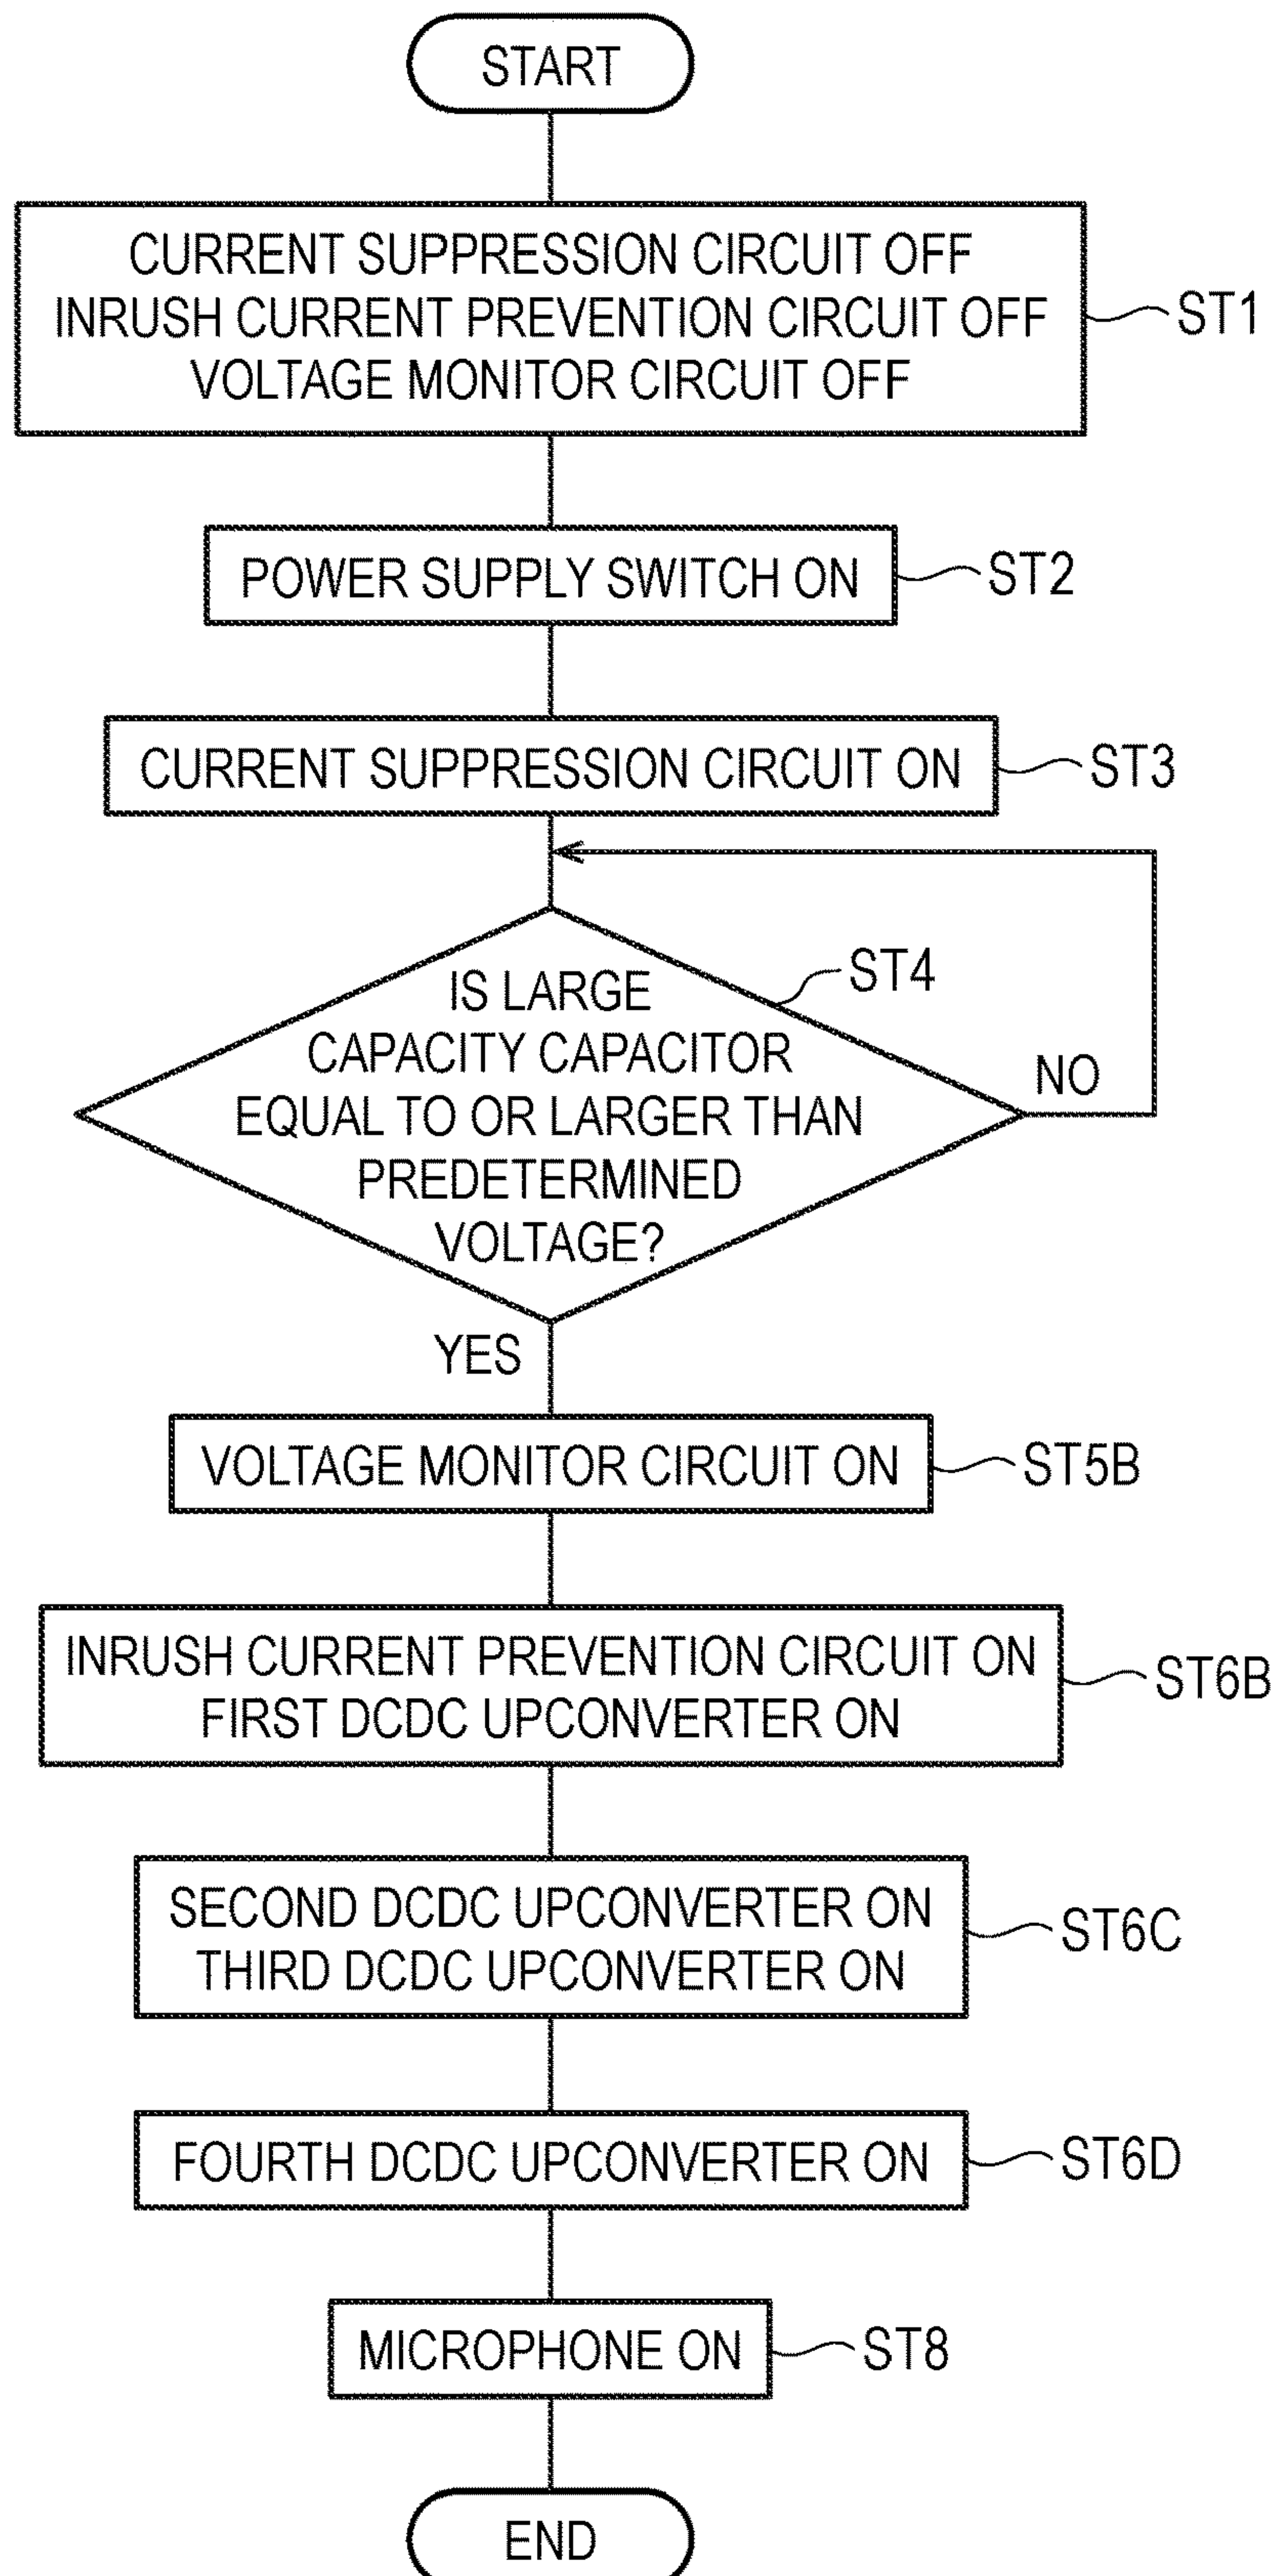 START
CURRENT SUPPRESSION CIRCUIT OFF
INRUSH CURRENT PREVENTION CIRCUIT OFF
VOLTAGE MONITOR CIRCUIT OFF
ST1
POWER SUPPLY SWITCH ON
ST2
CURRENT SUPPRESSION CIRCUIT ON
ST3
IS LARGE
CAPACITY CAPACITOR
EQUAL TO OR LARGER THAN
PREDETERMINED
VOLTAGE?
ST4
NO
YES
VOLTAGE MONITOR CIRCUIT ON
ST5B
INRUSH CURRENT PREVENTION CIRCUIT ON
FIRST DCDC UPCONVERTER ON
ST6B
SECOND DCDC UPCONVERTER ON
THIRD DCDC UPCONVERTER ON
ST6C
FOURTH DCDC UPCONVERTER ON
ST6D
MICROPHONE ON
ST8
END